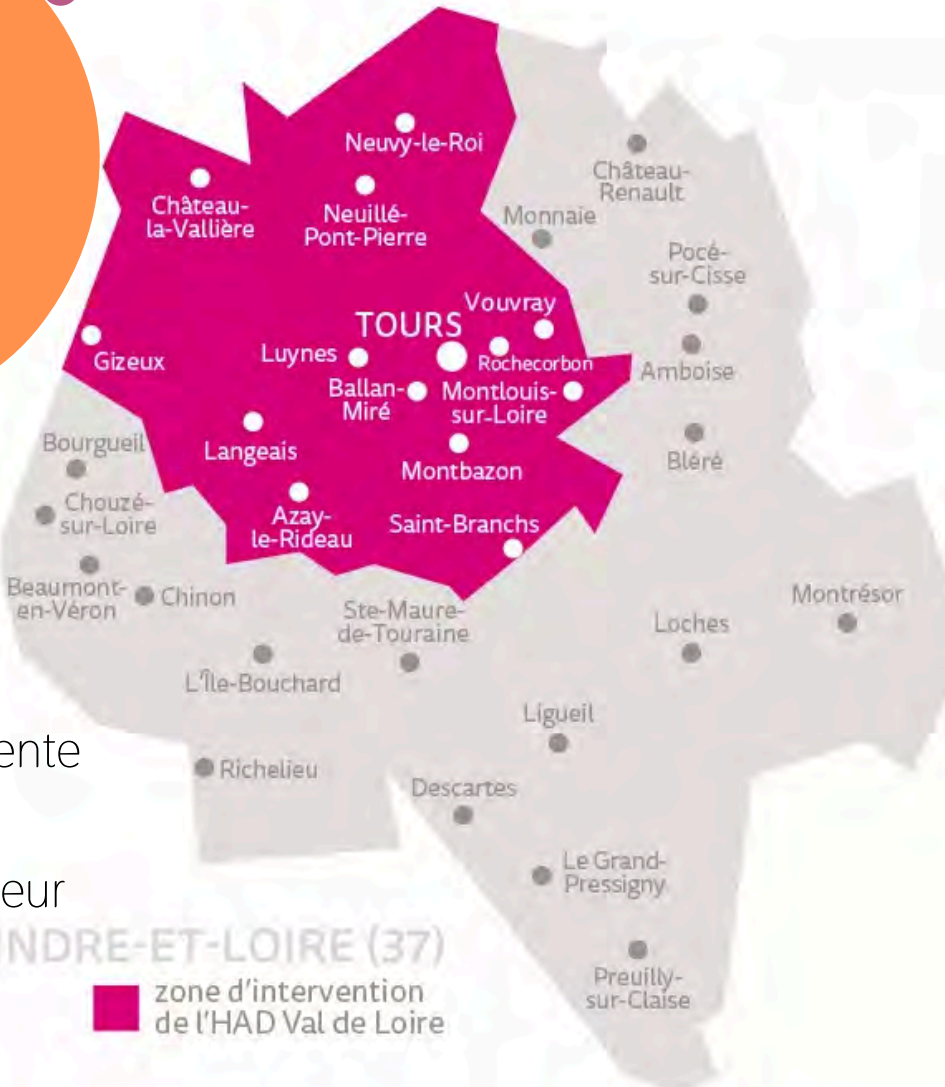 Neuvy-le-Roi
Château-
Renault
Château-
la-Vallière
Neuillé-
Pont-Pierre
Monnaie
Pocé-
sur-Cisse
Vouvray
TOURS
Rochecorbon
Luynes
Gizeux
Amboise
Ballan-
Miré
Montlouis-
sur-Loire
Bourgueil
Langeais
Bléré
Montbazon
Chouzé-
sur-Loire
Azay-
le-Rideau
Saint-Branchs
Beaumont-
en-Véron
Chinon
Ste-Maure-
de-Touraine
Montrésor
Loches
L'Île-Bouchard
Ligueil
ente
Richelieu
Descartes
Le Grand-
Pressigny
eur
NDRE-ET-LOIRE (37)
Preuilly-
sur-Claise
zone d'intervention
de l'HAD Val de Loire